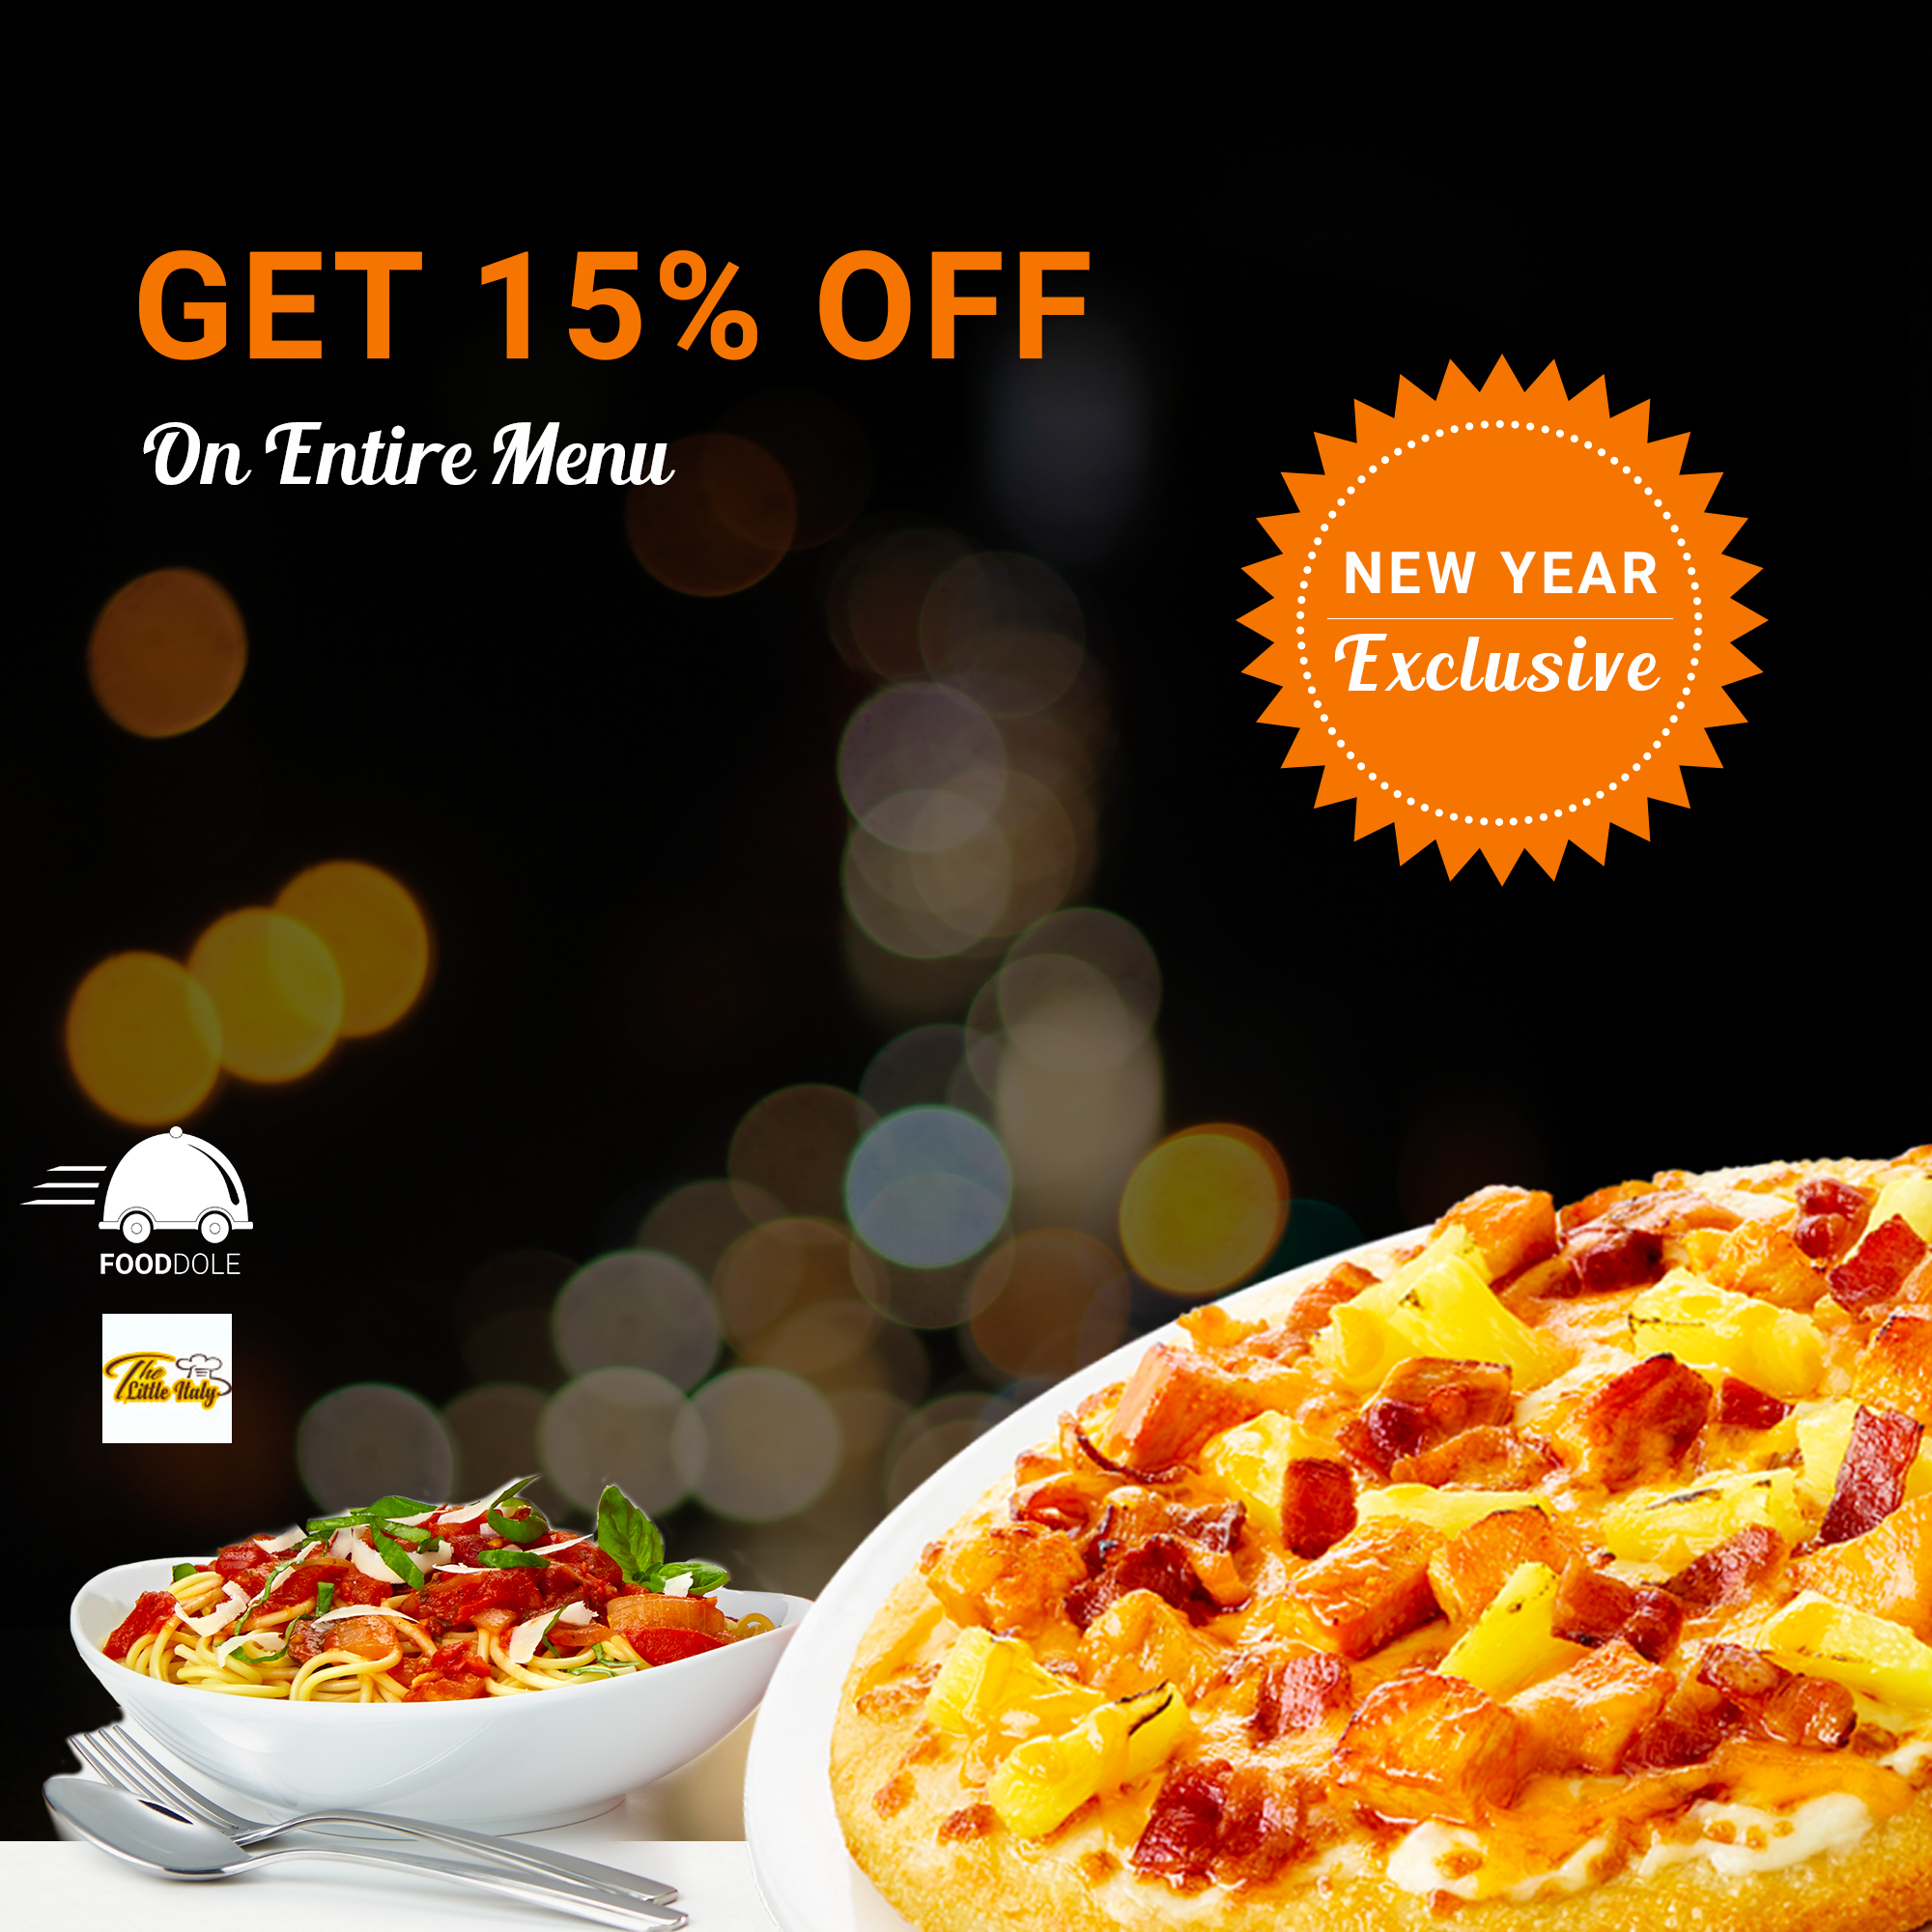 GET 15% OFF
On Entire Menu
NEW YEAR
Exclusive
FOODDOLE
The
Little Italy